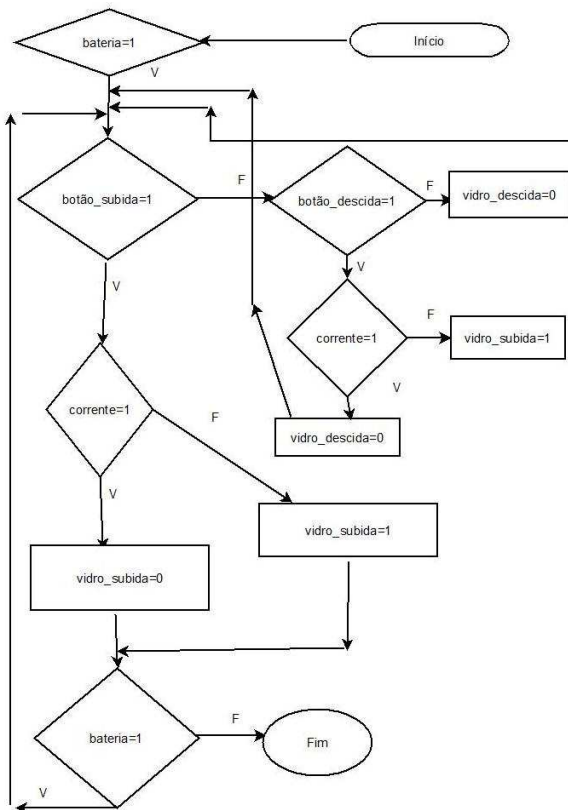 bateria=1
Início
V
botão_subida=1
F
botão_descida=1
F
vidro_descida=0
V
V
corrente=1
F
vidro_subida=1
V
corrente=1
F
vidro_descida=0
V
vidro_subida=1
vidro_subida=0
bateria=1
F
Fim
V